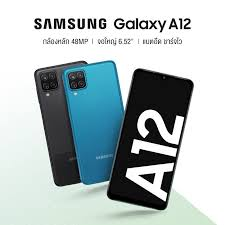 SAMSUNG Galaxy A12
กล้องหลัก 48MP | จอใหญ่ 6.52" | แบตอึด ชาร์จไว
SAMSUNG
A12